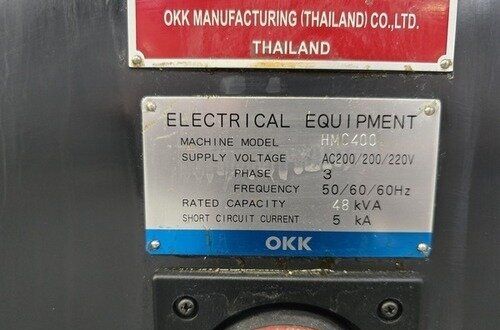 OKK MANUFACTURING (THAILAND) CO.,LTD.
THAILAND
ELECTRICAL EQUIPMENT
MACHINE MODEL HMC400
SUPPLY VOLTAGE AC200/200/220V
PHASE 3
FREQUENCY 50/60/60Hz
RATED CAPACITY 48 kVA
SHORT CIRCUIT CURRENT 5 kA
OKK